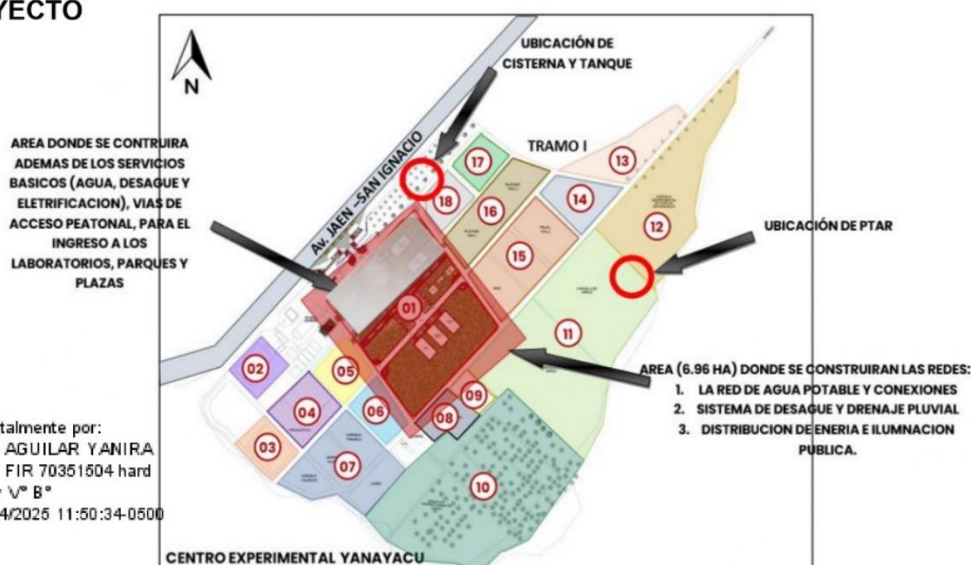 YECTO
N
UBICACIÓN DE
CISTERNA Y TANQUE
AREA DONDE SE CONTRUIRA
ADEMAS DE LOS SERVICIOS
BASICOS (AGUA, DESAGUE Y
ELETRIFICACION), VIAS DE
ACCESO PEATONAL, PARA EL
INGRESO A LOS
LABORATORIOS, PARQUES Y
PLAZAS
Av. JAEN –SAN IGNACIO
TRAMO I
17
13
18
14
16
12
UBICACIÓN DE PTAR
15
01
11
02
05
AREA (6.96 HA) DONDE SE CONSTRUIRAN LAS REDES:
1. LA RED DE AGUA POTABLE Y CONEXIONES
2. SISTEMA DE DESAGUE Y DRENAJE PLUVIAL
3. DISTRIBUCION DE ENERIA E ILUMNACION
PUBLICA.
04
06
09
08
03
07
10
talmente por:
AGUILAR YANIRA
FIR 70351504 hard
V° B°
4/2025 11:50:34-0500
CENTRO EXPERIMENTAL YANAYACU